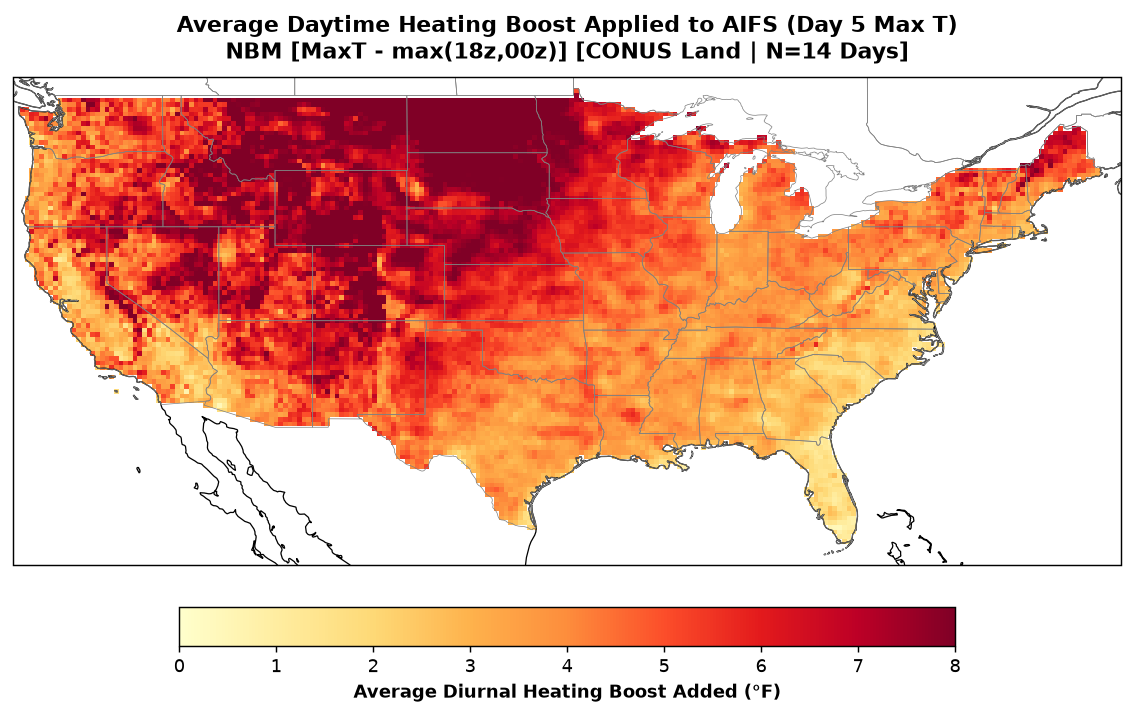 Average Daytime Heating Boost Applied to AIFS (Day 5 Max T)
NBM [MaxT - max(18z,00z)] [CONUS Land | N=14 Days]
0 1 2 3 4 5 6 7 8
Average Diurnal Heating Boost Added (°F)